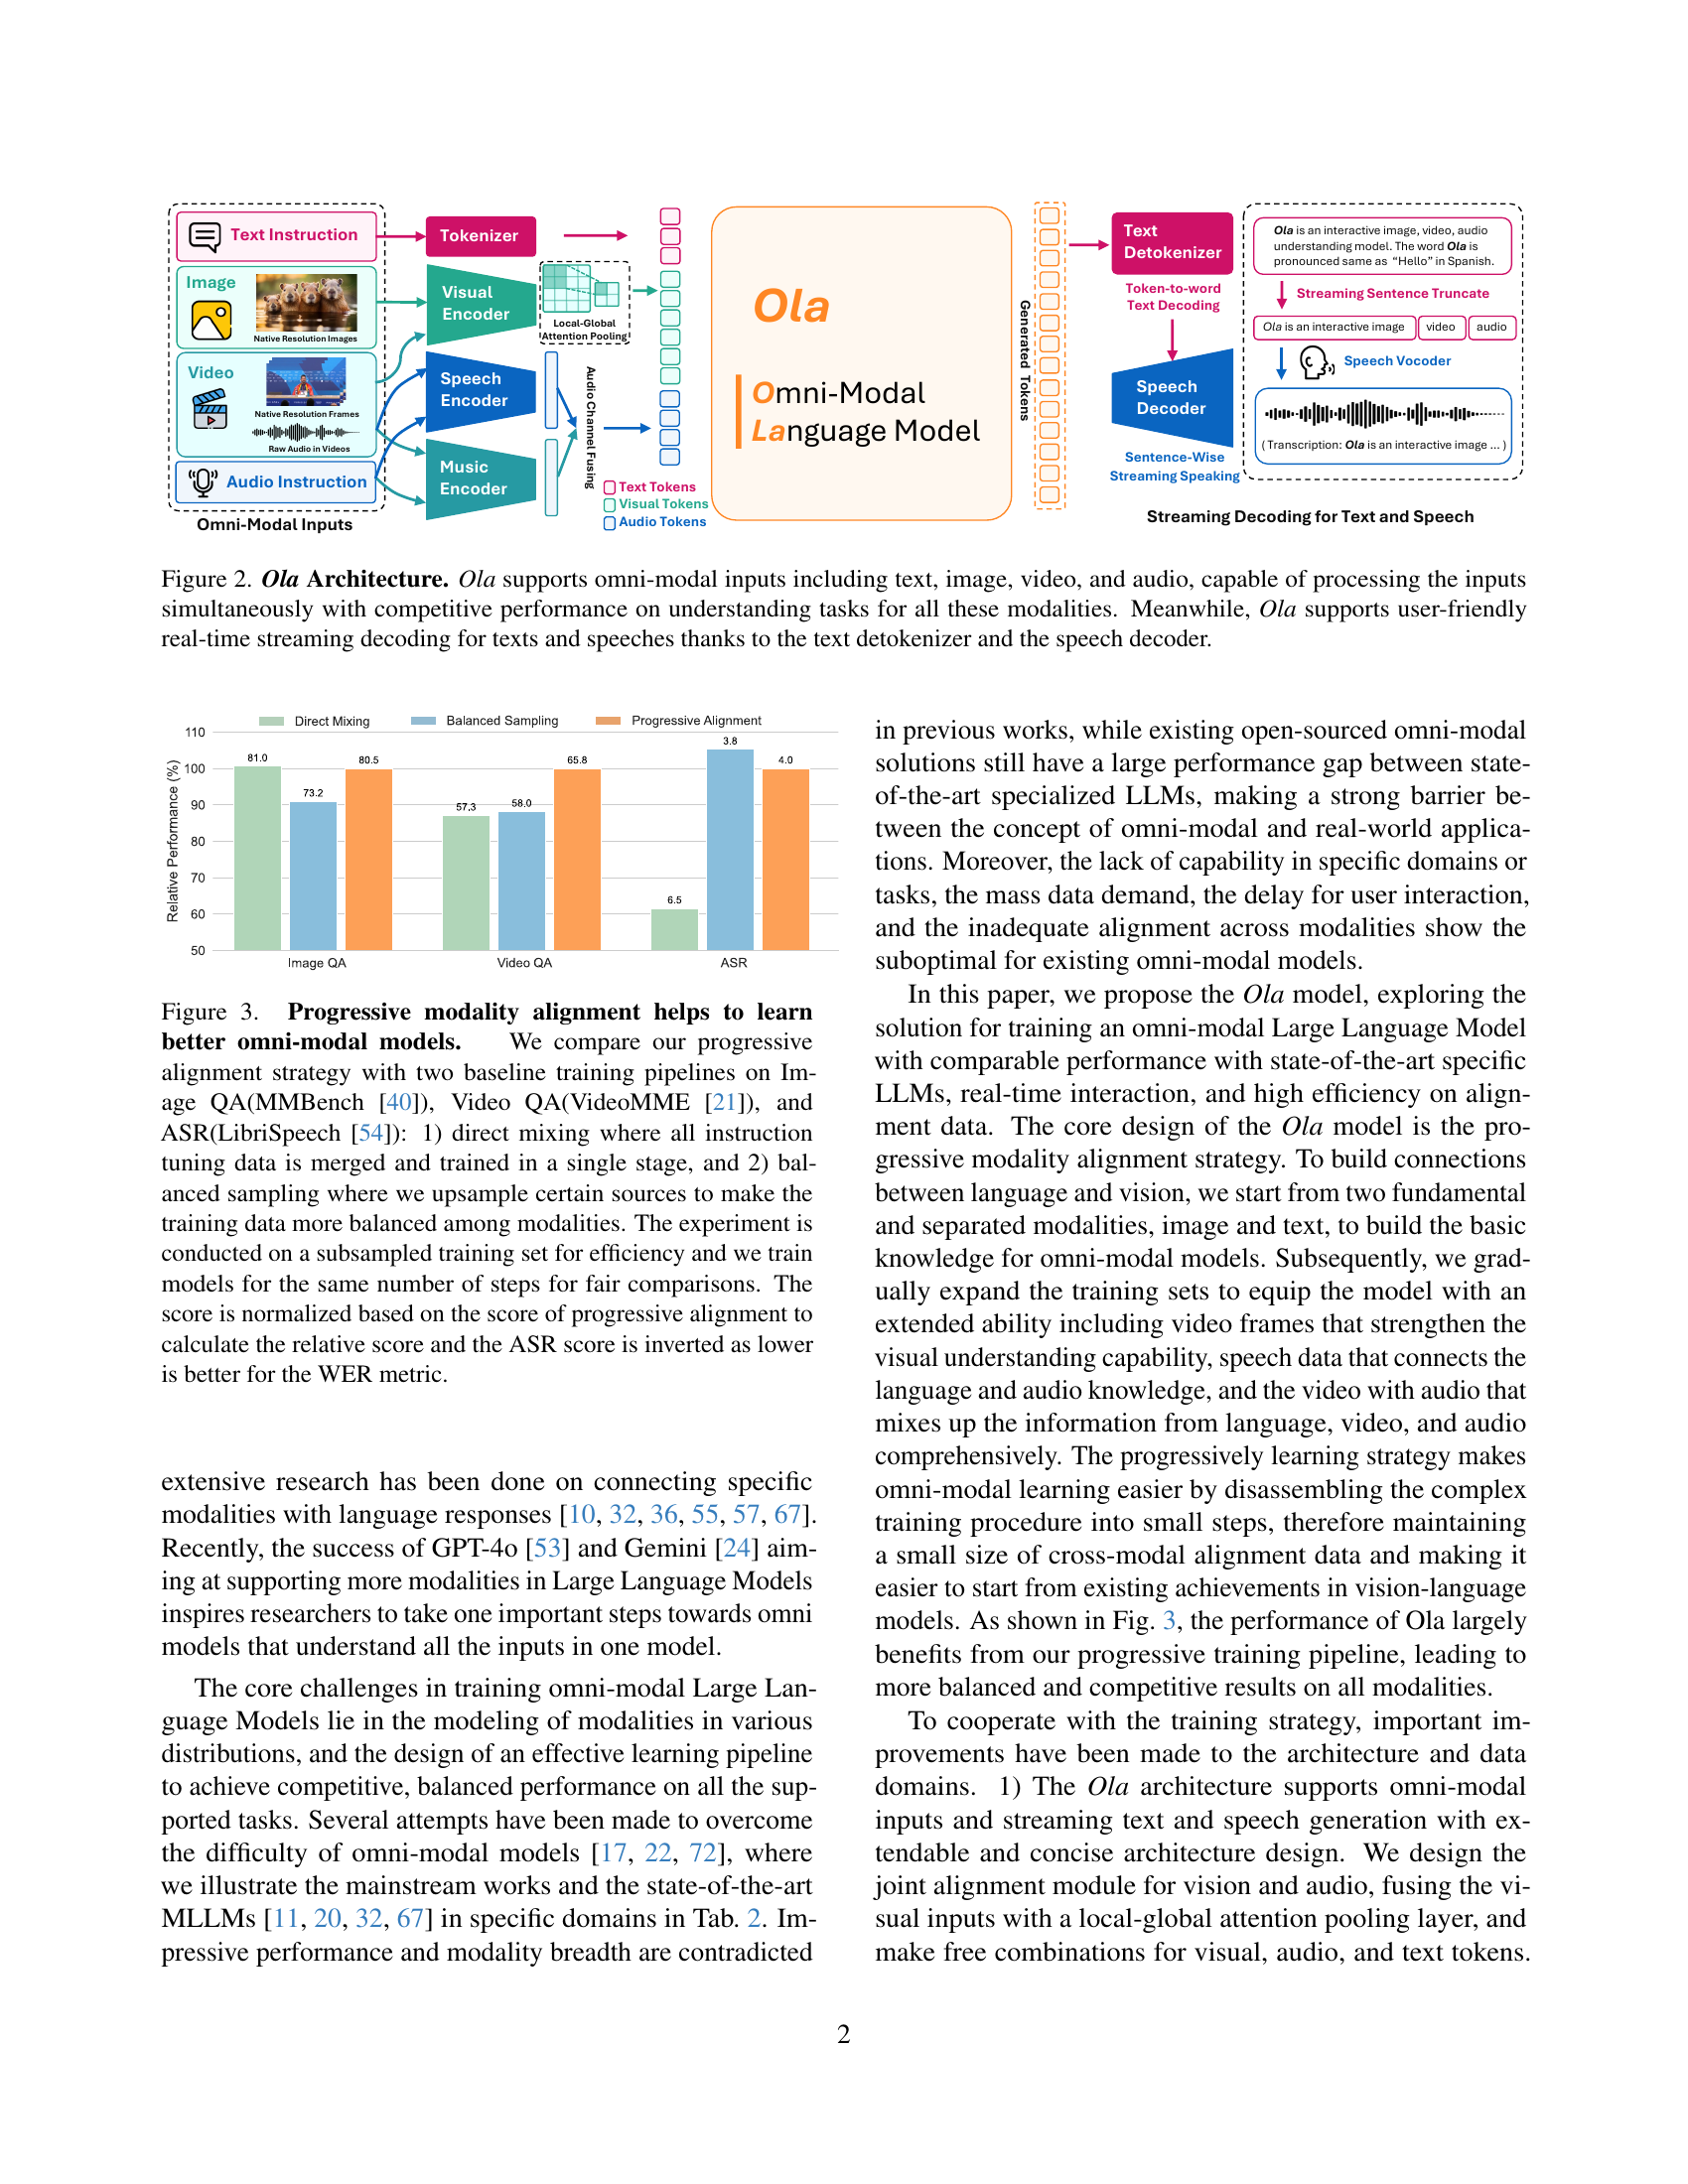 Text Instruction
Image
Native Resolution Images
Video
Native Resolution Frames
Raw Audio in Videos
Audio Instruction
Omni-Modal Inputs
Tokenizer
Visual
Encoder
Local-Global
Attention Pooling
Speech
Encoder
Music
Encoder
Audio Channel Fusing
Text Tokens
Visual Tokens
Audio Tokens
Ola
Omni-Modal
Language Model
Generated Tokens
Text
Detokenizer
Token-to-word
Text Decoding
Speech
Decoder
Sentence-Wise
Streaming Speaking
Ola is an interactive image, video, audio
understanding model. The word Ola is
pronounced same as “Hello” in Spanish.
Streaming Sentence Truncate
Ola is an interactive image video audio
Speech Vocoder
( Transcription: Ola is an interactive image ... )
Streaming Decoding for Text and Speech
Figure 2. Ola Architecture. Ola supports omni-modal inputs including text, image, video, and audio, capable of processing the inputs
simultaneously with competitive performance on understanding tasks for all these modalities. Meanwhile, Ola supports user-friendly
real-time streaming decoding for texts and speeches thanks to the text detokenizer and the speech decoder.
Direct Mixing Balanced Sampling Progressive Alignment
Relative Performance (%)
110
100
90
80
70
60
50
81.0
73.2
80.5
57.3
58.0
65.8
6.5
3.8
4.0
Image QA Video QA ASR
Figure 3. Progressive modality alignment helps to learn
better omni-modal models. We compare our progressive
alignment strategy with two baseline training pipelines on Im-
age QA(MMBench [40]), Video QA(VideoMME [21]), and
ASR(LibriSpeech [54]): 1) direct mixing where all instruction
tuning data is merged and trained in a single stage, and 2) bal-
anced sampling where we upsample certain sources to make the
training data more balanced among modalities. The experiment is
conducted on a subsampled training set for efficiency and we train
models for the same number of steps for fair comparisons. The
score is normalized based on the score of progressive alignment to
calculate the relative score and the ASR score is inverted as lower
is better for the WER metric.
extensive research has been done on connecting specific
modalities with language responses [10, 32, 36, 55, 57, 67].
Recently, the success of GPT-4o [53] and Gemini [24] aim-
ing at supporting more modalities in Large Language Models
inspires researchers to take one important steps towards omni
models that understand all the inputs in one model.
The core challenges in training omni-modal Large Lan-
guage Models lie in the modeling of modalities in various
distributions, and the design of an effective learning pipeline
to achieve competitive, balanced performance on all the sup-
ported tasks. Several attempts have been made to overcome
the difficulty of omni-modal models [17, 22, 72], where
we illustrate the mainstream works and the state-of-the-art
MLLMs [11, 20, 32, 67] in specific domains in Tab. 2. Im-
pressive performance and modality breadth are contradicted
in previous works, while existing open-sourced omni-modal
solutions still have a large performance gap between state-
of-the-art specialized LLMs, making a strong barrier be-
tween the concept of omni-modal and real-world applica-
tions. Moreover, the lack of capability in specific domains or
tasks, the mass data demand, the delay for user interaction,
and the inadequate alignment across modalities show the
suboptimal for existing omni-modal models.
In this paper, we propose the Ola model, exploring the
solution for training an omni-modal Large Language Model
with comparable performance with state-of-the-art specific
LLMs, real-time interaction, and high efficiency on align-
ment data. The core design of the Ola model is the pro-
gressive modality alignment strategy. To build connections
between language and vision, we start from two fundamental
and separated modalities, image and text, to build the basic
knowledge for omni-modal models. Subsequently, we grad-
ually expand the training sets to equip the model with an
extended ability including video frames that strengthen the
visual understanding capability, speech data that connects the
language and audio knowledge, and the video with audio that
mixes up the information from language, video, and audio
comprehensively. The progressively learning strategy makes
omni-modal learning easier by disassembling the complex
training procedure into small steps, therefore maintaining
a small size of cross-modal alignment data and making it
easier to start from existing achievements in vision-language
models. As shown in Fig. 3, the performance of Ola largely
benefits from our progressive training pipeline, leading to
more balanced and competitive results on all modalities.
To cooperate with the training strategy, important im-
provements have been made to the architecture and data
domains. 1) The Ola architecture supports omni-modal
inputs and streaming text and speech generation with ex-
tendable and concise architecture design. We design the
joint alignment module for vision and audio, fusing the vi-
sual inputs with a local-global attention pooling layer, and
make free combinations for visual, audio, and text tokens.
2